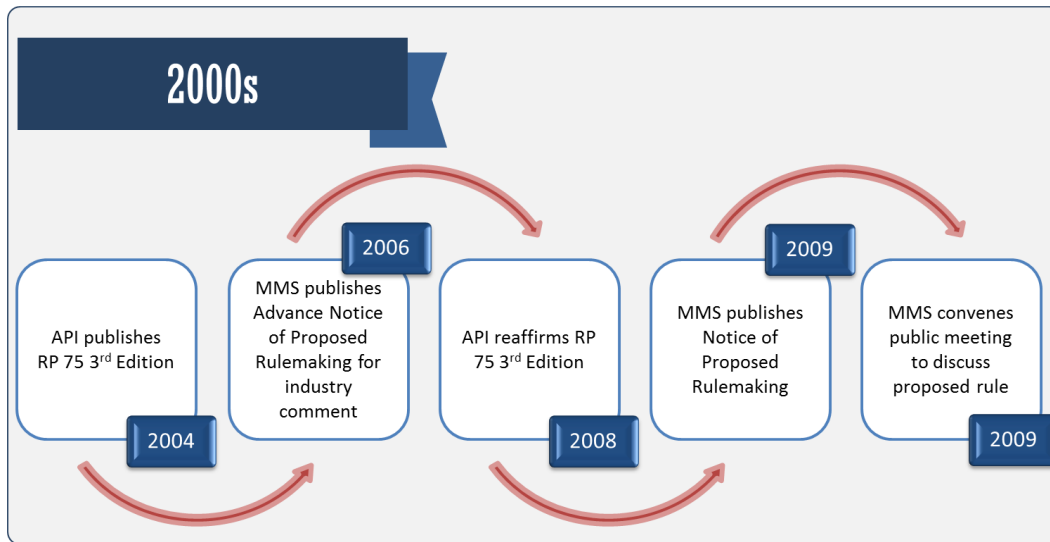 2000s
API publishes
RP 75 3rd Edition
2004
2006
MMS publishes
Advance Notice
of Proposed
Rulemaking for
industry
comment
API reaffirms RP
75 3rd Edition
2008
2009
MMS publishes
Notice of
Proposed
Rulemaking
MMS convenes
public meeting
to discuss
proposed rule
2009